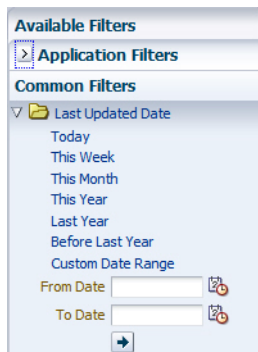 Available Filters
Application Filters
Common Filters
Last Updated Date
Today
This Week
This Month
This Year
Last Year
Before Last Year
Custom Date Range
From Date
To Date